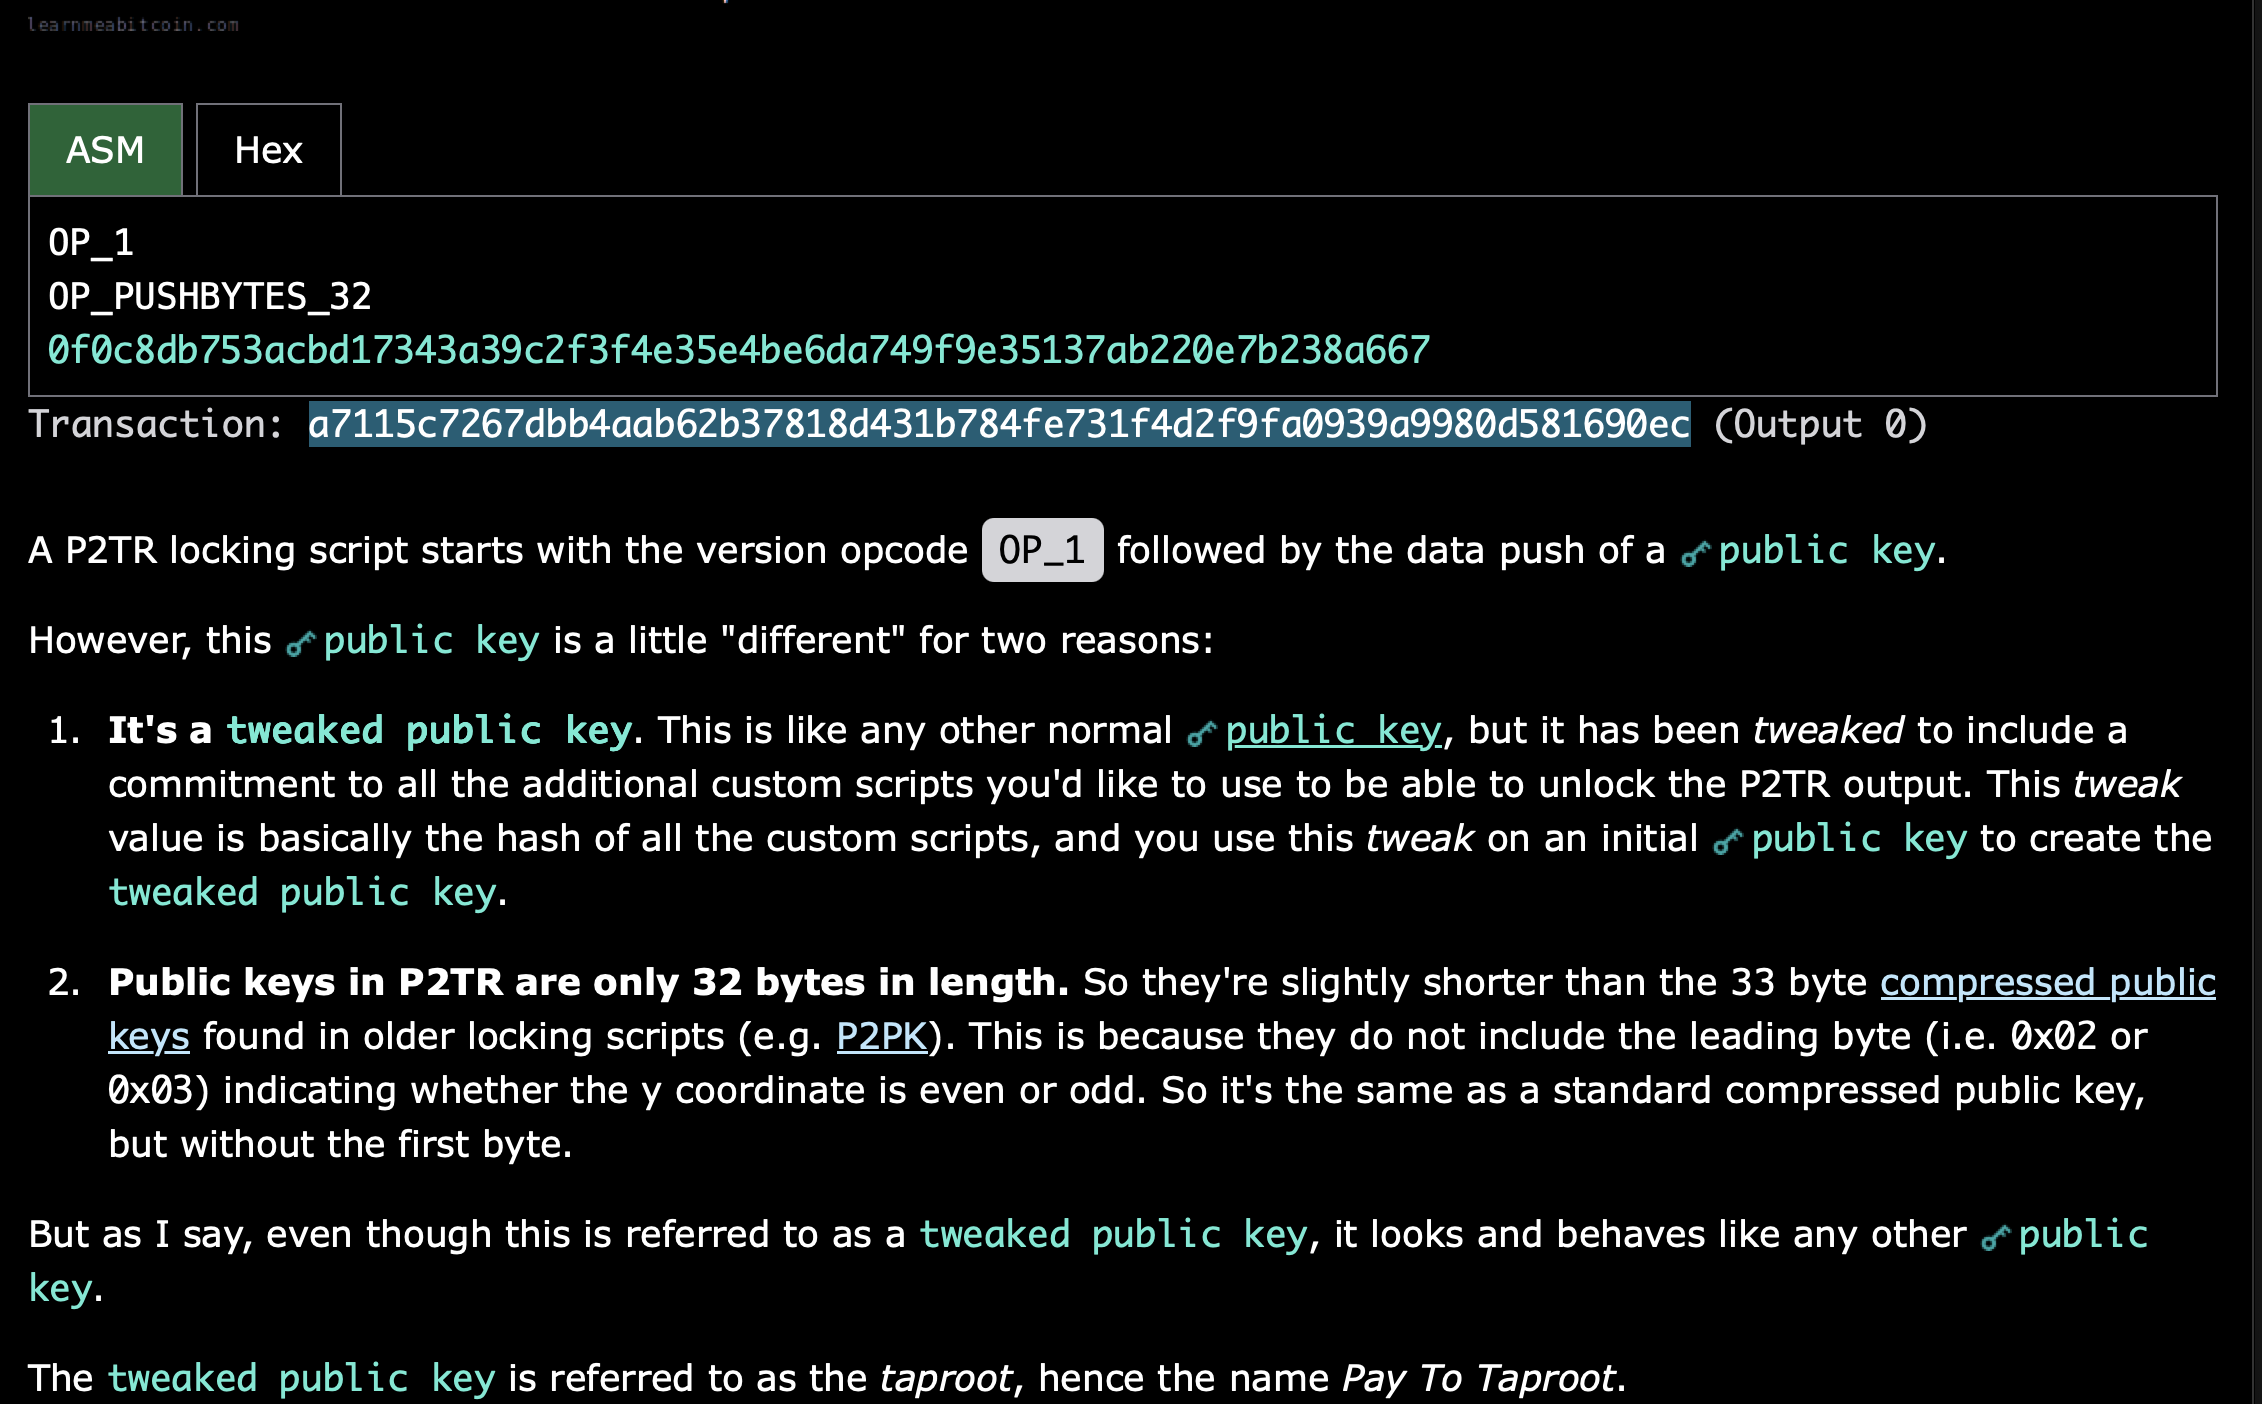 learnmeabitcoin.com
ASM Hex
OP_1
OP_PUSHBYTES_32
0f0c8db753acbd17343a39c2f3f4e35e4be6da749f9e35137ab220e7b238a667
Transaction: a7115c7267dbb4aab62b37818d431b784fe731f4d2f9fa0939a9980d581690ec (Output 0)
A P2TR locking script starts with the version opcode OP_1 followed by the data push of a public key.
However, this public key is a little "different" for two reasons:
1. It's a tweaked public key. This is like any other normal public key, but it has been tweaked to include a
commitment to all the additional custom scripts you'd like to use to be able to unlock the P2TR output. This tweak
value is basically the hash of all the custom scripts, and you use this tweak on an initial public key to create the
tweaked public key.
2. Public keys in P2TR are only 32 bytes in length. So they're slightly shorter than the 33 byte compressed public
keys found in older locking scripts (e.g. P2PK). This is because they do not include the leading byte (i.e. 0x02 or
0x03) indicating whether the y coordinate is even or odd. So it's the same as a standard compressed public key,
but without the first byte.
But as I say, even though this is referred to as a tweaked public key, it looks and behaves like any other public
key.
The tweaked public key is referred to as the taproot, hence the name Pay To Taproot.